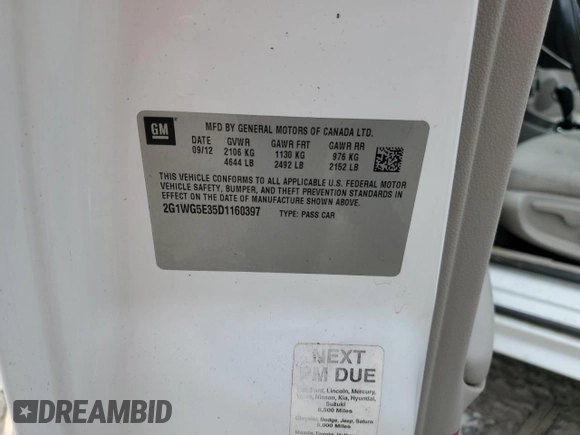 GM
MFD BY GENERAL MOTORS OF CANADA LTD.
DATE GVWR GAWR FRT GAWR RR
09/12 2106 KG 1130 KG 976 KG
4644 LB 2492 LB 2152 LB
THIS VEHICLE CONFORMS TO ALL APPLICABLE U.S. FEDERAL MOTOR
VEHICLE SAFETY, BUMPER, AND THEFT PREVENTION STANDARDS IN
EFFECT ON THE DATE OF MANUFACTURE SHOWN ABOVE.
2G1WG5E35D1160397 TYPE: PASS CAR
NEXT
PM DUE
Ford, Lincoln, Mercury,
Nissan, Kia, Hyundai,
Suzuki
Miles
Chrysler, Dodge, Jeep, Saturn
Miles
DREAMBID